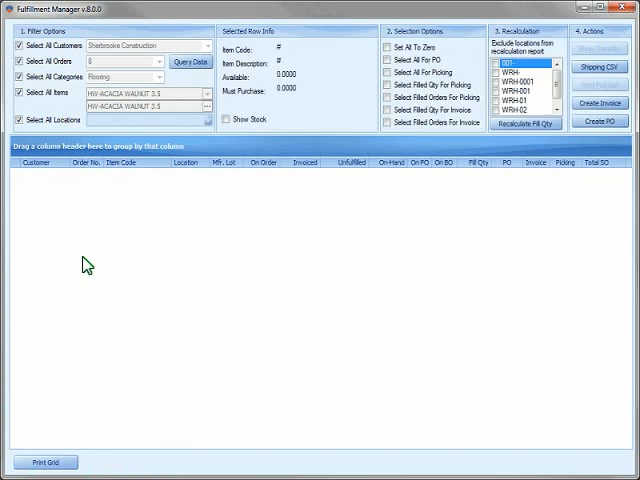 Fulfillment Manager v.8.0.0
1. Filter Options
Select All Customers
Sherbrooke Construction
Select All Orders
8
Query Data
Select All Categories
Flooring
Select All Items
HW-ACACIA WALNUT 3.5
HW-ACACIA WALNUT 3.5
...
Select All Locations
Selected Row Info
Item Code: #
Item Description: #
Available: 0.0000
Must Purchase: 0.0000
Show Stock
2. Selection Options
Set All To Zero
Select All For PO
Select All For Picking
Select Filled Qty For Picking
Select Filled Orders For Picking
Select Filled Qty For Invoice
Select Filled Orders For Invoice
3. Recalculation
Exclude locations from
recalculation report
001-
WRH-
WRH-0001
WRH-001
WRH-01
WRH-02
Recalculate Fill Qty
4. Actions
Show Transfer
Shipping CSV
Print Pick List
Create Invoice
Create PO
Drag a column header here to group by that column
Customer Order No. Item Code Location Mfr. Lot On Order Invoiced Unfulfilled On-Hand On PO On BO Fill Qty PO Invoice Picking Total SO
Print Grid